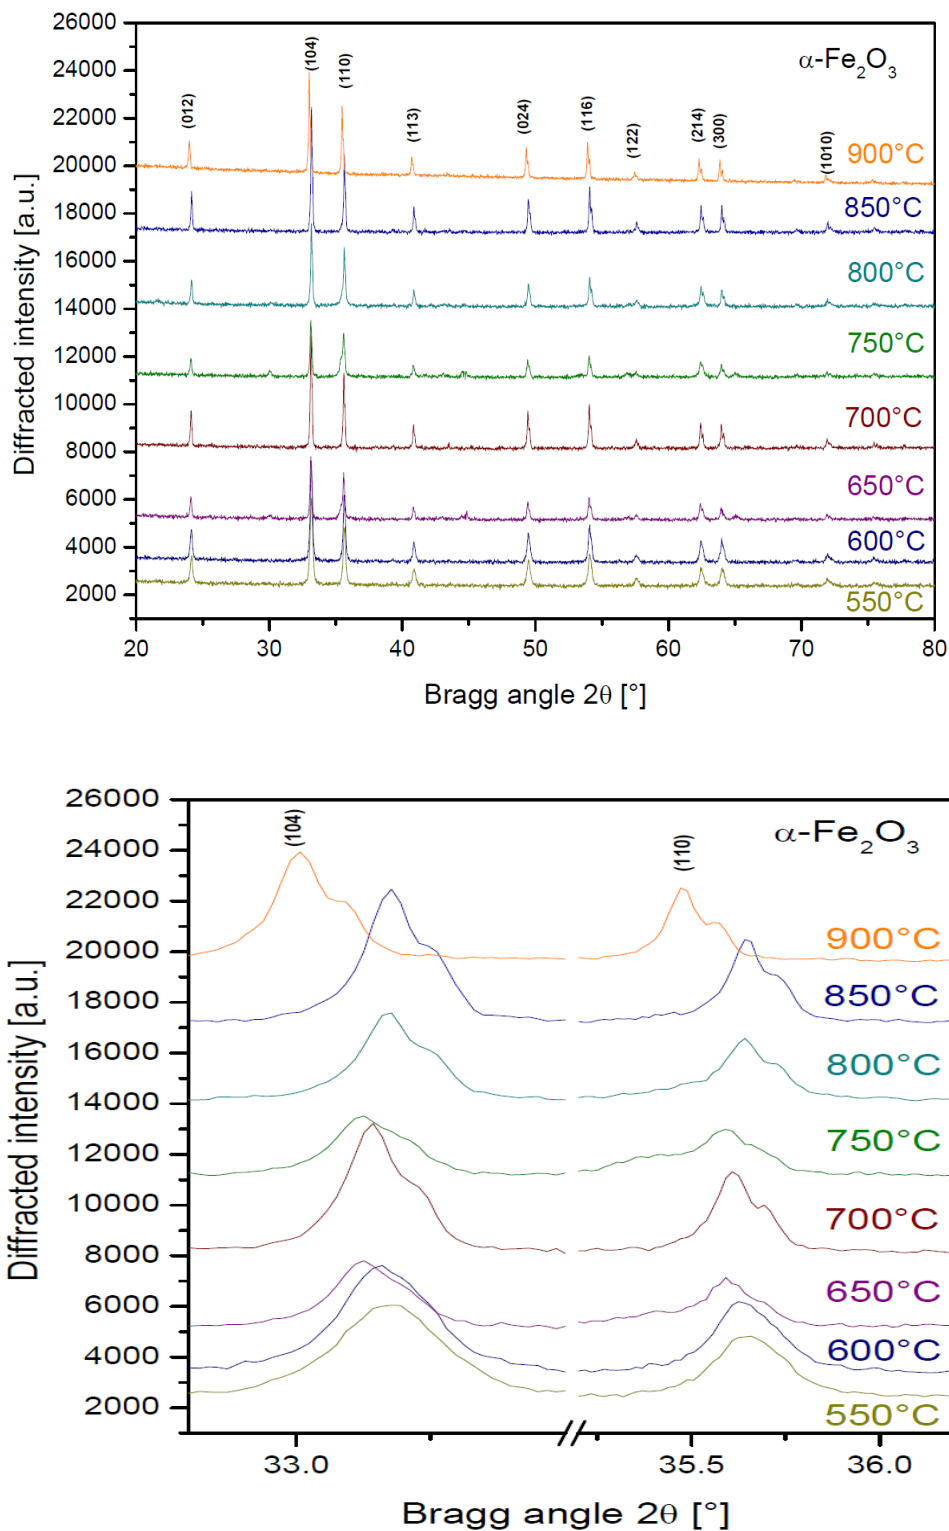 26000
24000
22000
20000
18000
16000
14000
12000
10000
8000
6000
4000
2000
Diffracted intensity [a.u.]
(012)
(104)
(110)
(113)
(024)
(116)
(122)
(214)
(300)
(1010)
α-Fe₂O₃
900°C
850°C
800°C
750°C
700°C
650°C
600°C
550°C
20 30 40 50 60 70 80
Bragg angle 2θ [°]
26000
24000
22000
20000
18000
16000
14000
12000
10000
8000
6000
4000
2000
Diffracted intensity [a.u.]
(104)
(110)
α-Fe₂O₃
900°C
850°C
800°C
750°C
700°C
650°C
600°C
550°C
33.0 35.5 36.0
Bragg angle 2θ [°]